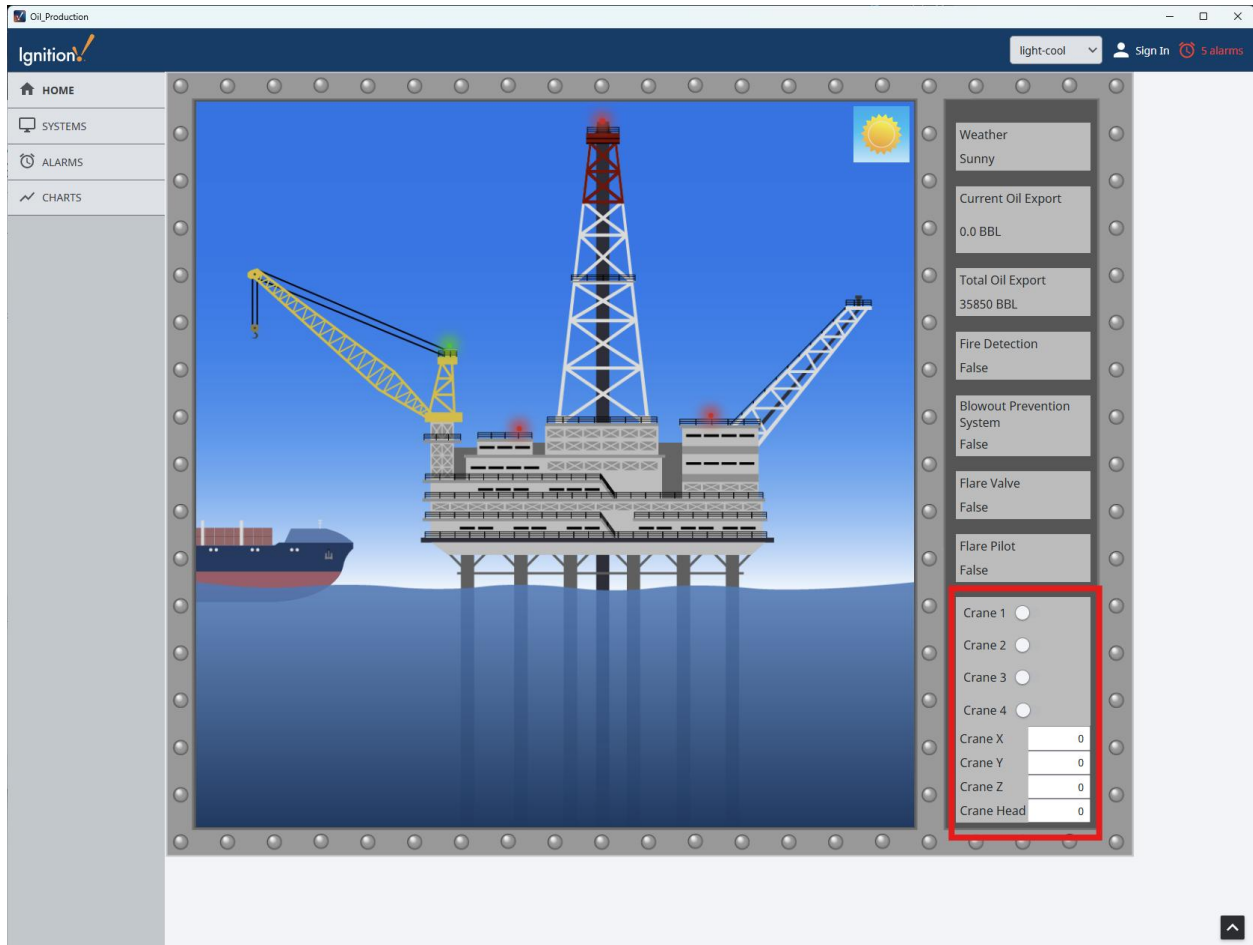 Oil_Production
Ignition!
light-cool
Sign In
5 alarms
HOME
SYSTEMS
ALARMS
CHARTS
Weather
Sunny
Current Oil Export
0.0 BBL
Total Oil Export
35850 BBL
Fire Detection
False
Blowout Prevention
System
False
Flare Valve
False
Flare Pilot
False
Crane 1
Crane 2
Crane 3
Crane 4
Crane X 0
Crane Y 0
Crane Z 0
Crane Head 0